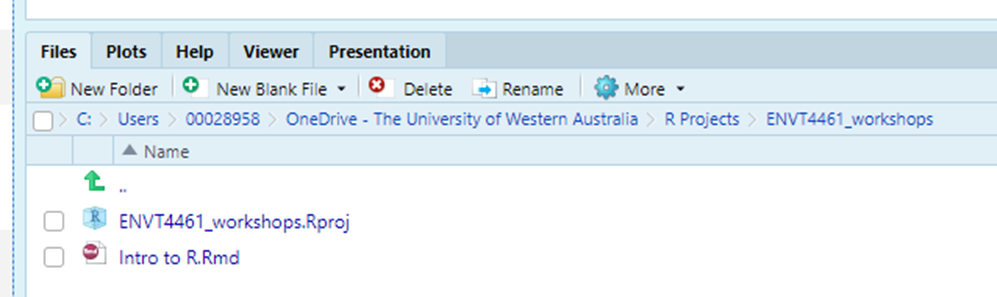 Files Plots Help Viewer Presentation
New Folder New Blank File Delete Rename More
C: Users 00028958 OneDrive - The University of Western Australia R Projects ENVT4461_workshops
Name
..
ENVT4461_workshops.Rproj
Intro to R.Rmd